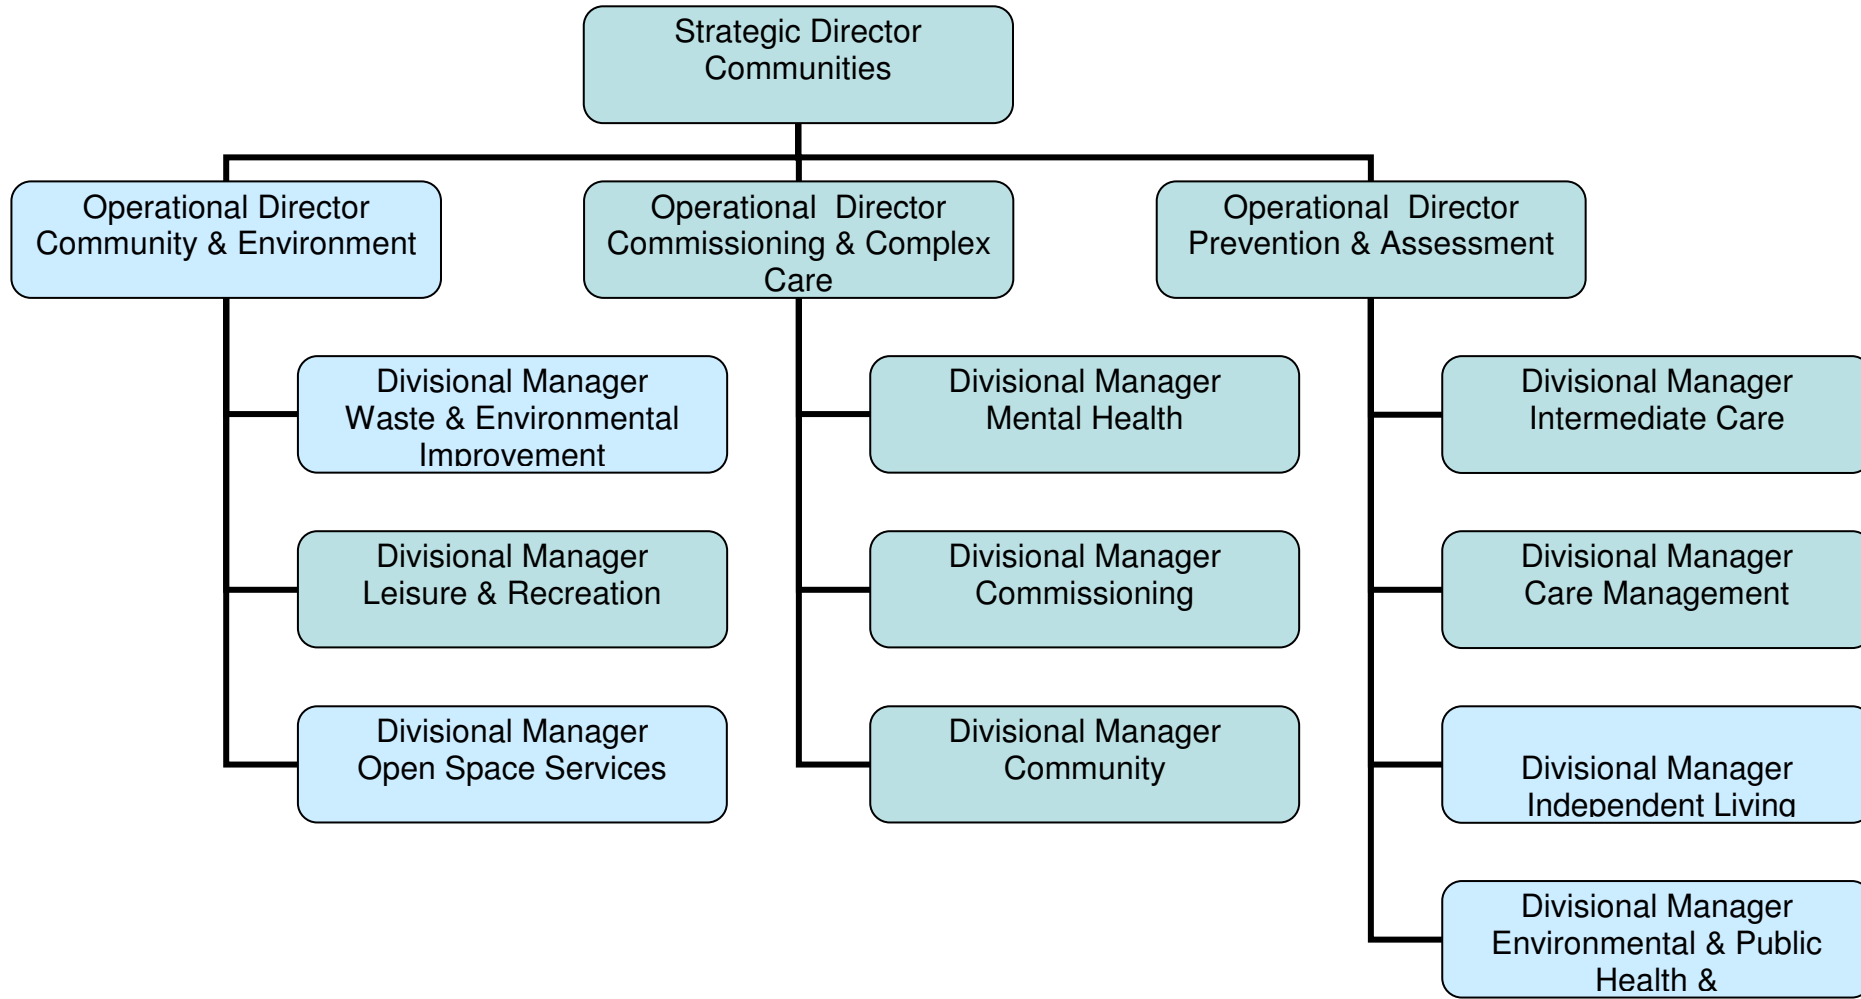 Strategic Director
Communities
Operational Director
Community & Environment
Operational  Director
Commissioning & Complex
Care
Operational  Director
Prevention & Assessment
Divisional Manager
Waste & Environmental
Improvement
Divisional Manager
Leisure & Recreation
Divisional Manager
Open Space Services
Divisional Manager
Mental Health
Divisional Manager
Commissioning
Divisional Manager
Community
Divisional Manager
Intermediate Care
Divisional Manager
Care Management
Divisional Manager
Independent Living
Divisional Manager
Environmental & Public
Health &